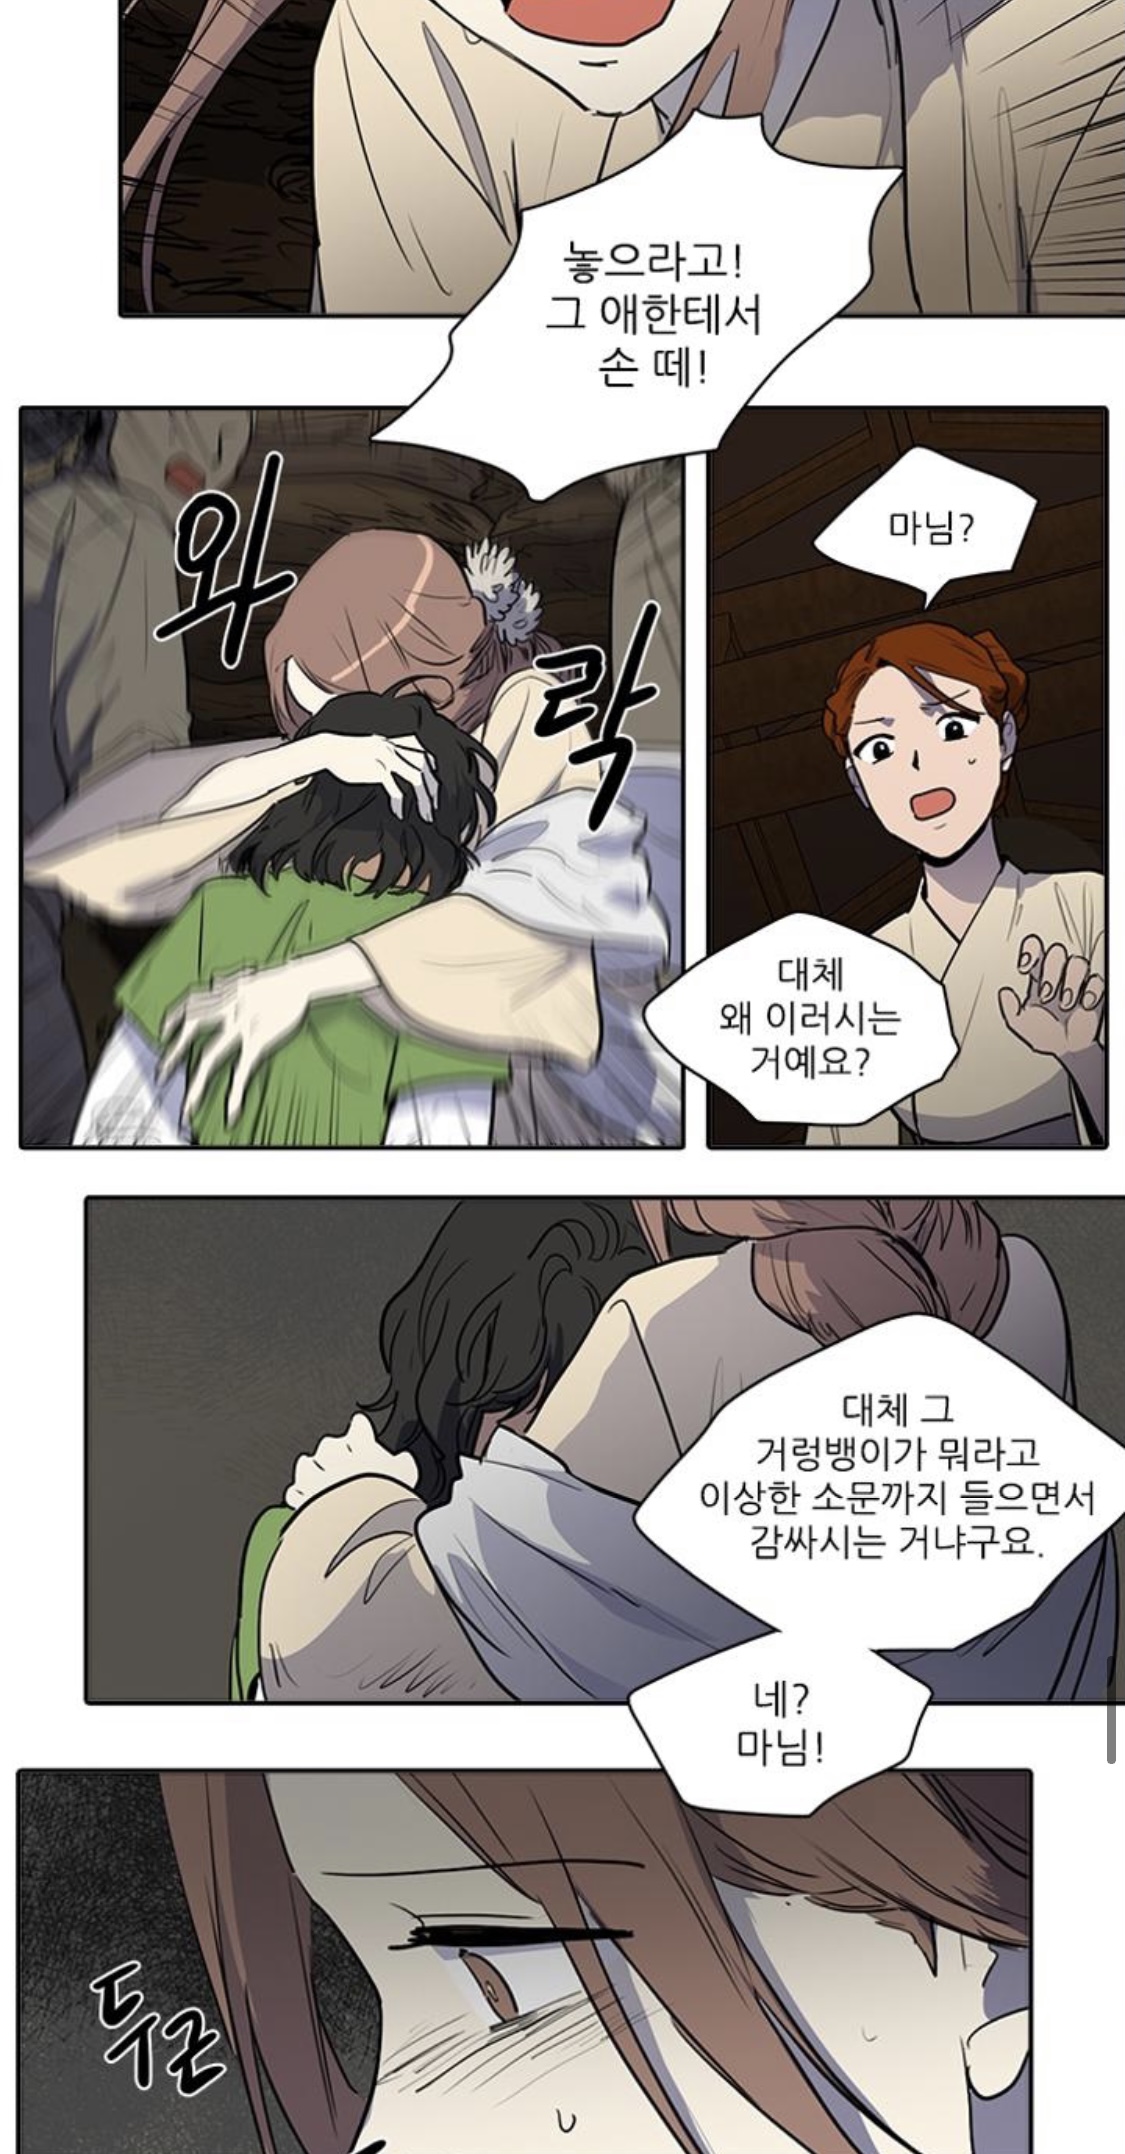 놓으라고!
그 애한테서
손 떼!
와
락
마님?
대체
왜 이러시는
거예요?
대체 그
거렁뱅이가 뭐라고
이상한 소문까지 들으면서
감싸시는 거냐구요.
네?
마님!
두근